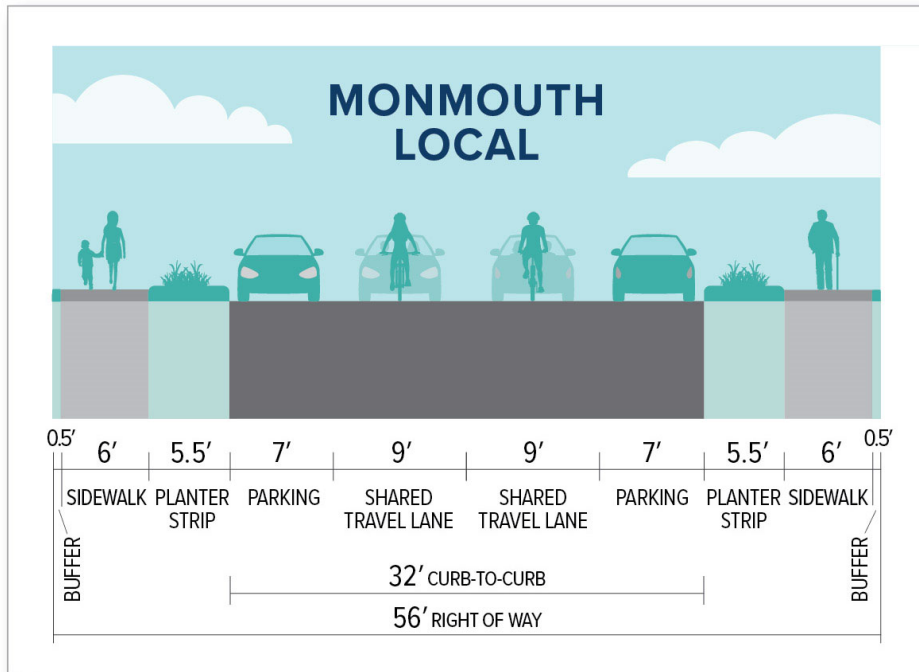 MONMOUTH
LOCAL
0.5′ 6′ 5.5′ 7′ 9′ 9′ 7′ 5.5′ 6′ 0.5′
SIDEWALK PLANTER PARKING SHARED SHARED PARKING PLANTER SIDEWALK
STRIP TRAVEL LANE TRAVEL LANE STRIP
BUFFER BUFFER
32′ CURB-TO-CURB
56′ RIGHT OF WAY